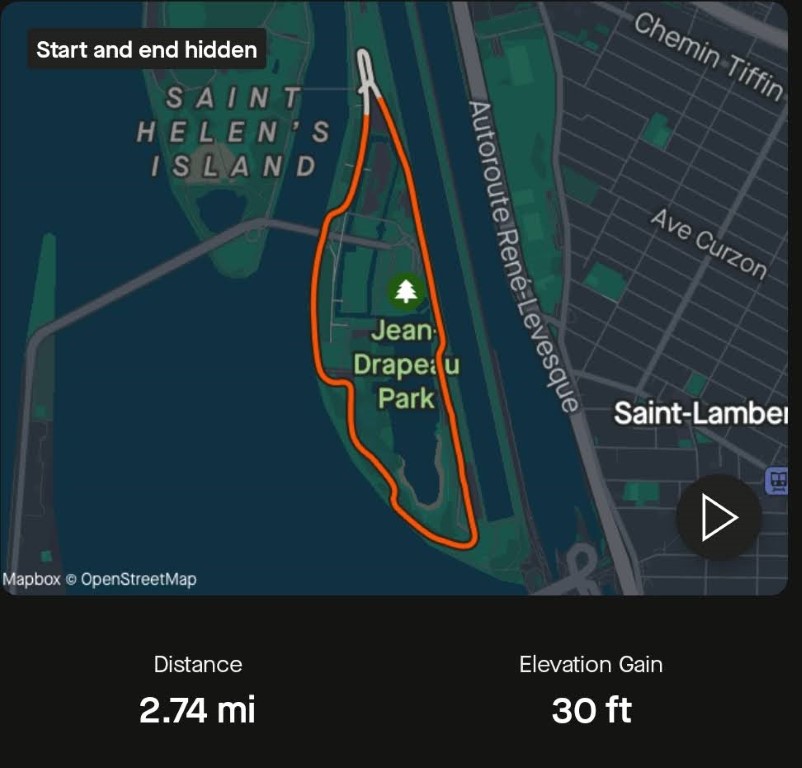 Start and end hidden
SAINT
HELEN'S
ISLAND
Chemin Tiffin
Autoroute René-Levesque
Ave Curzon
Jean-
Drapeau
Park
Saint-Lamber
Mapbox © OpenStreetMap
Distance
2.74 mi
Elevation Gain
30 ft